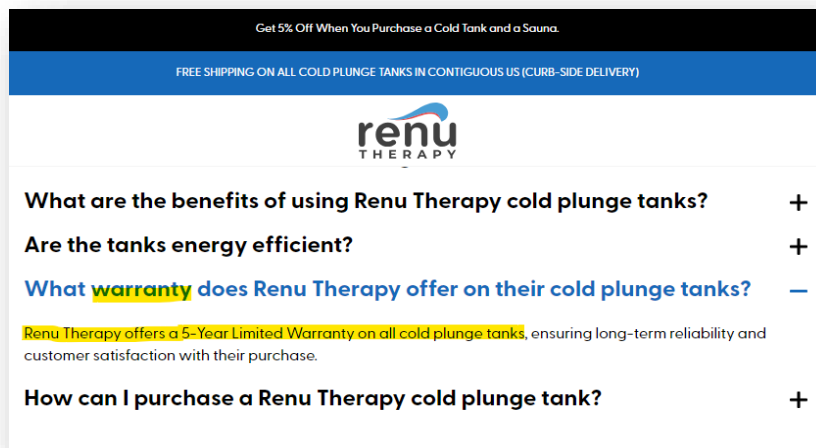 Get 5% Off When You Purchase a Cold Tank and a Sauna.
FREE SHIPPING ON ALL COLD PLUNGE TANKS IN CONTIGUOUS US (CURB-SIDE DELIVERY)
renu
THERAPY
What are the benefits of using Renu Therapy cold plunge tanks?
Are the tanks energy efficient?
What warranty does Renu Therapy offer on their cold plunge tanks?
Renu Therapy offers a 5-Year Limited Warranty on all cold plunge tanks, ensuring long-term reliability and
customer satisfaction with their purchase.
How can I purchase a Renu Therapy cold plunge tank?